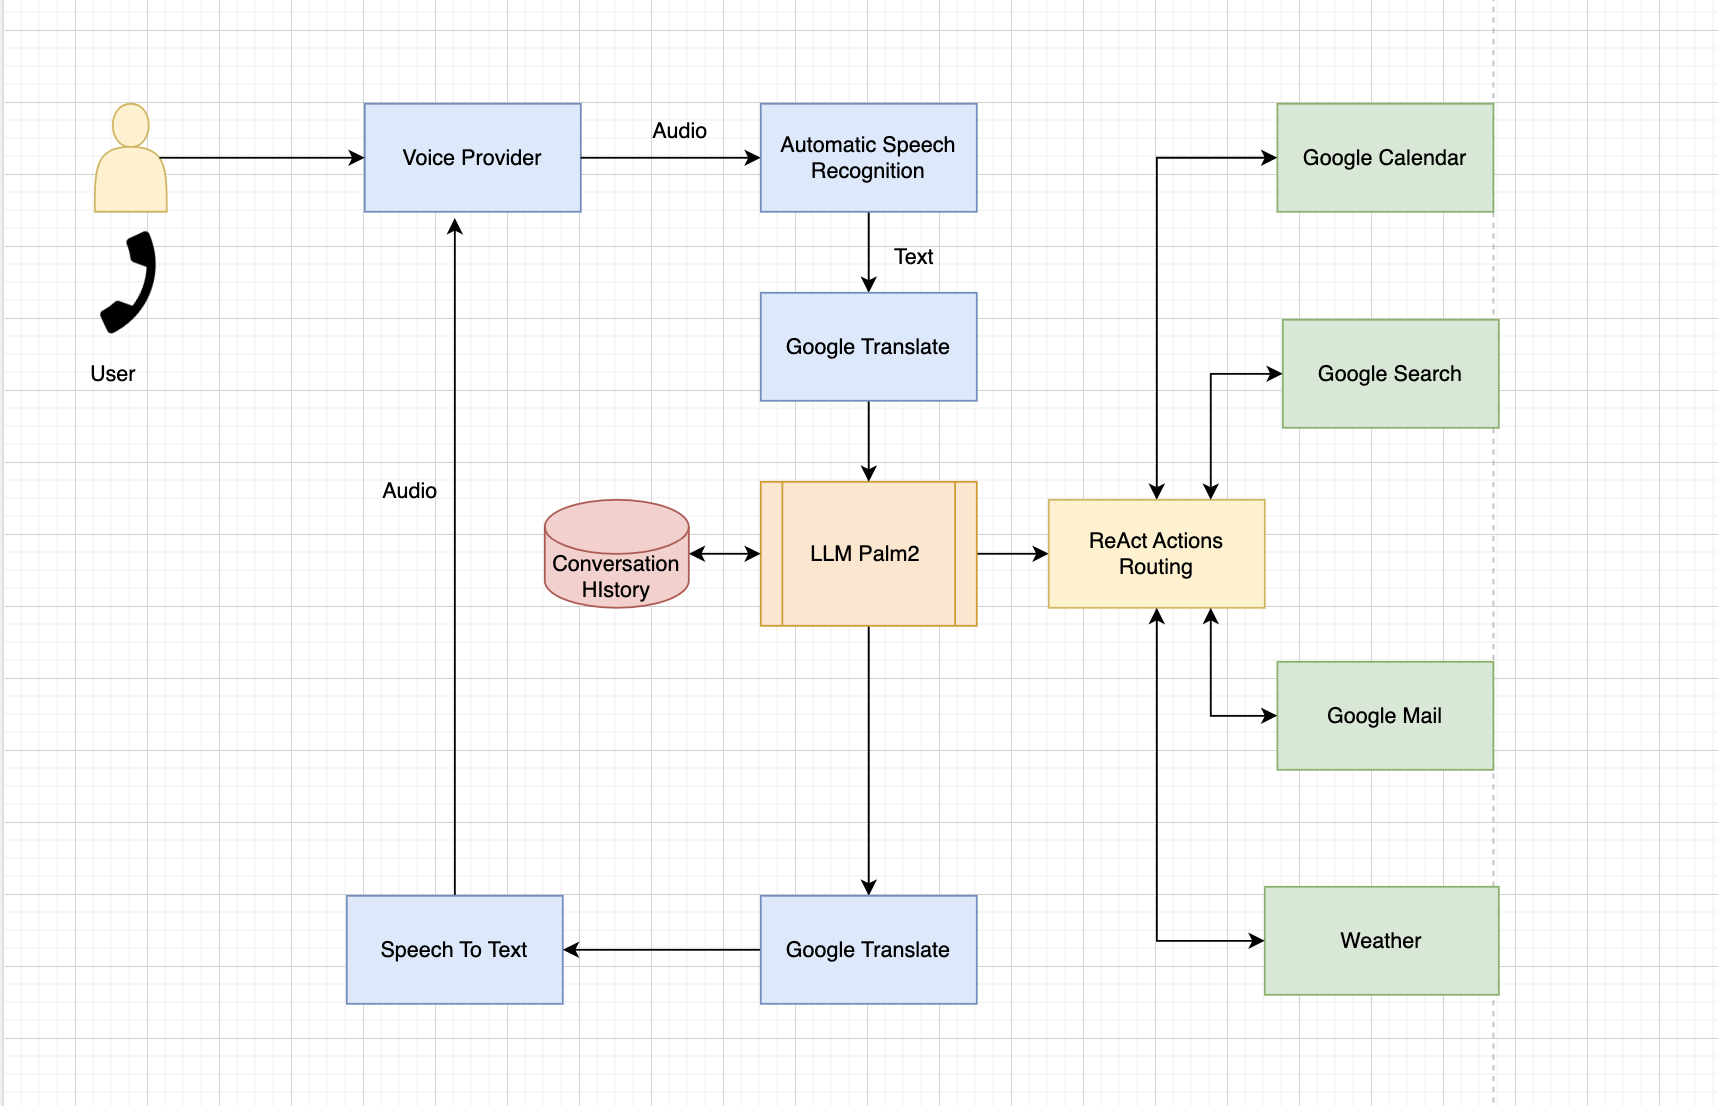 Voice Provider
Audio
Automatic Speech
Recognition
Google Calendar
Text
Google Translate
User
Google Search
Audio
Conversation
HIstory
LLM Palm2
ReAct Actions
Routing
Google Mail
Speech To Text
Google Translate
Weather